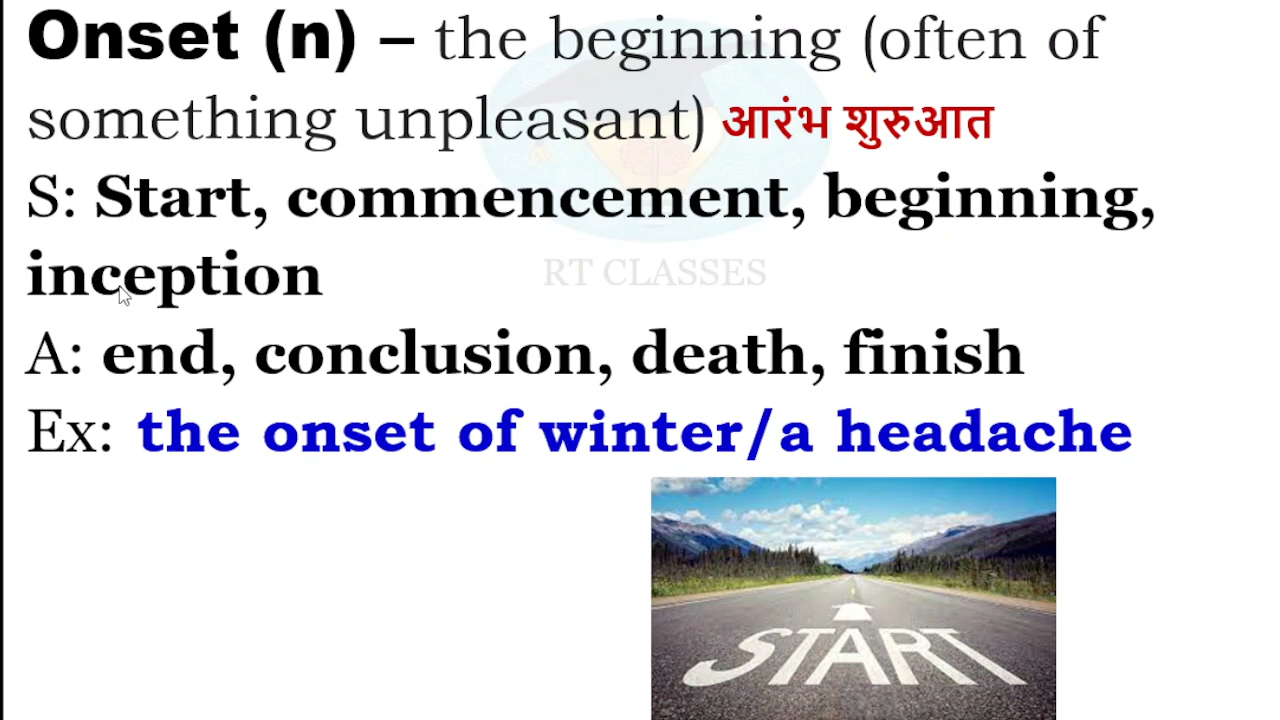 Onset (n) – the beginning (often of
something unpleasant) आरंभ शुरुआत
S: Start, commencement, beginning,
inception
RT CLASSES
A: end, conclusion, death, finish
Ex: the onset of winter/a headache
START